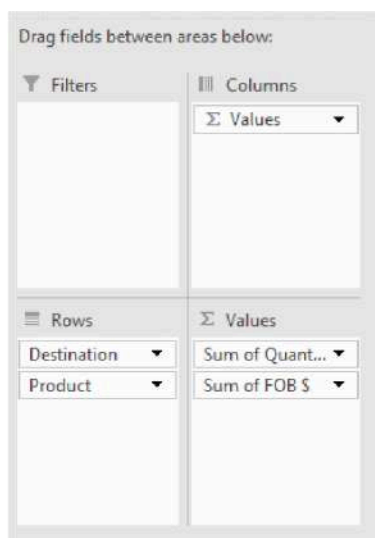 Drag fields between areas below:
Filters
Columns
Σ Values
Rows
Σ Values
Destination
Sum of Quant...
Product
Sum of FOB $